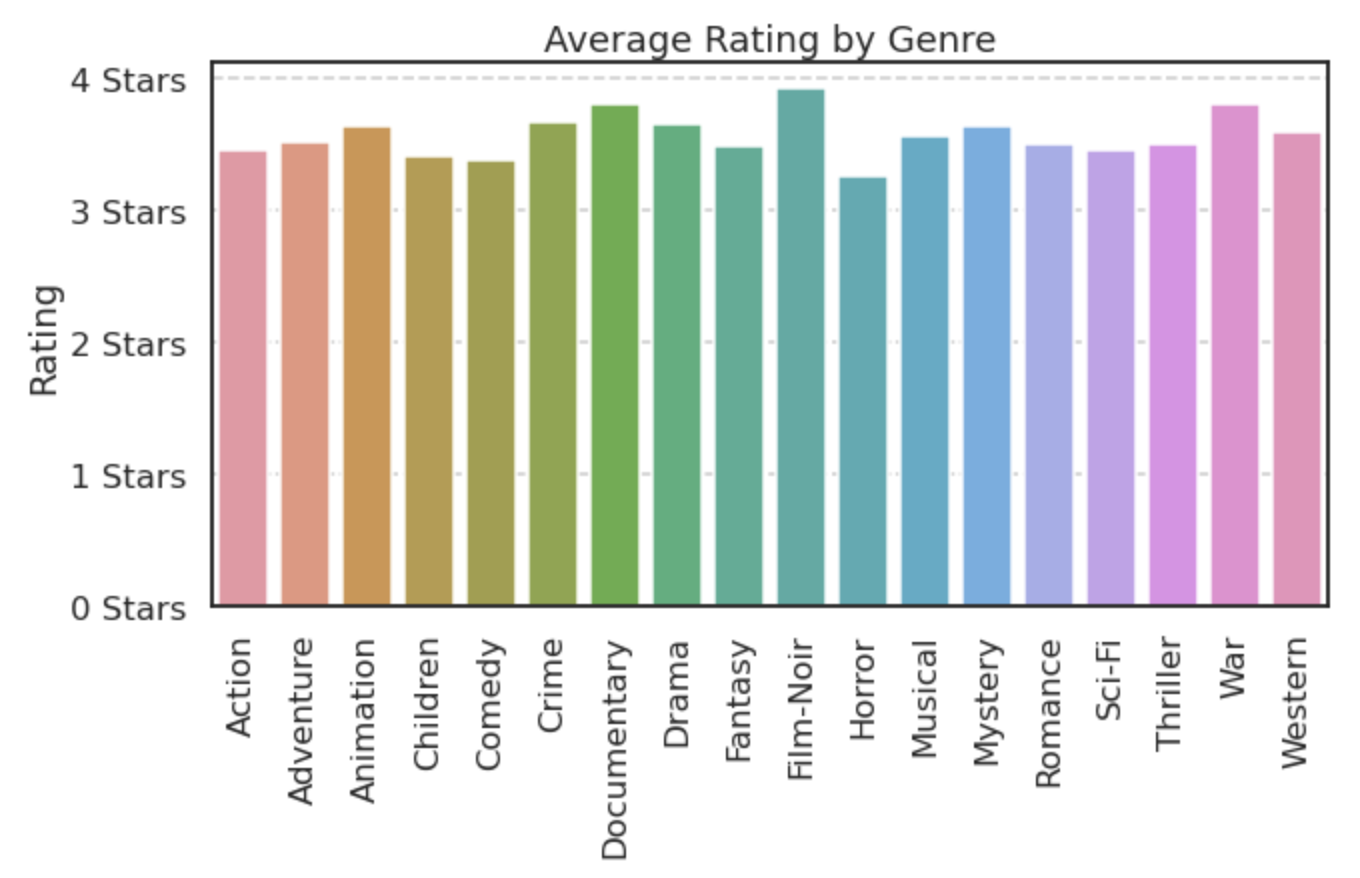 Average Rating by Genre
4 Stars
3 Stars
2 Stars
1 Stars
0 Stars
Rating
Action
Adventure
Animation
Children
Comedy
Crime
Documentary
Drama
Fantasy
Film-Noir
Horror
Musical
Mystery
Romance
Sci-Fi
Thriller
War
Western